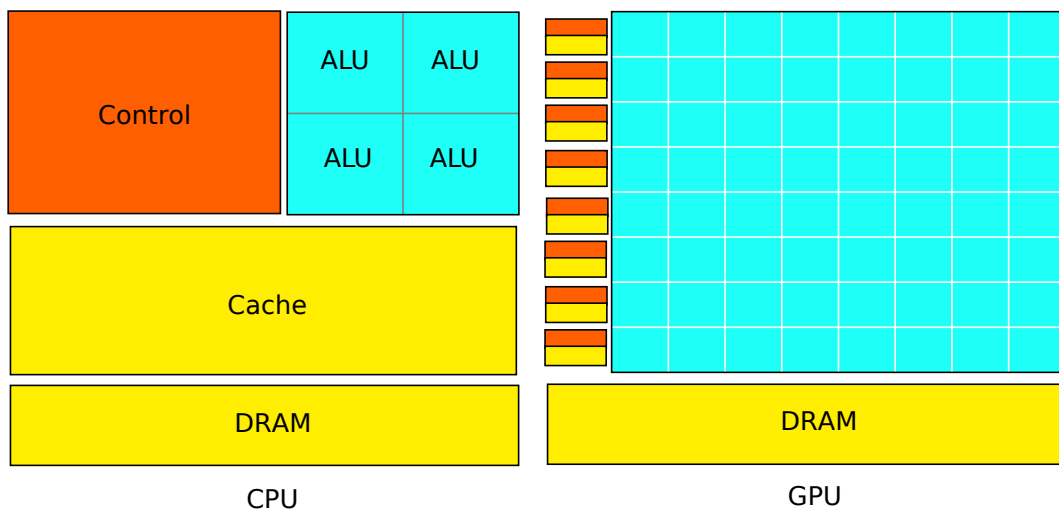 ALU ALU
Control
ALU ALU
Cache
DRAM
CPU
DRAM
GPU